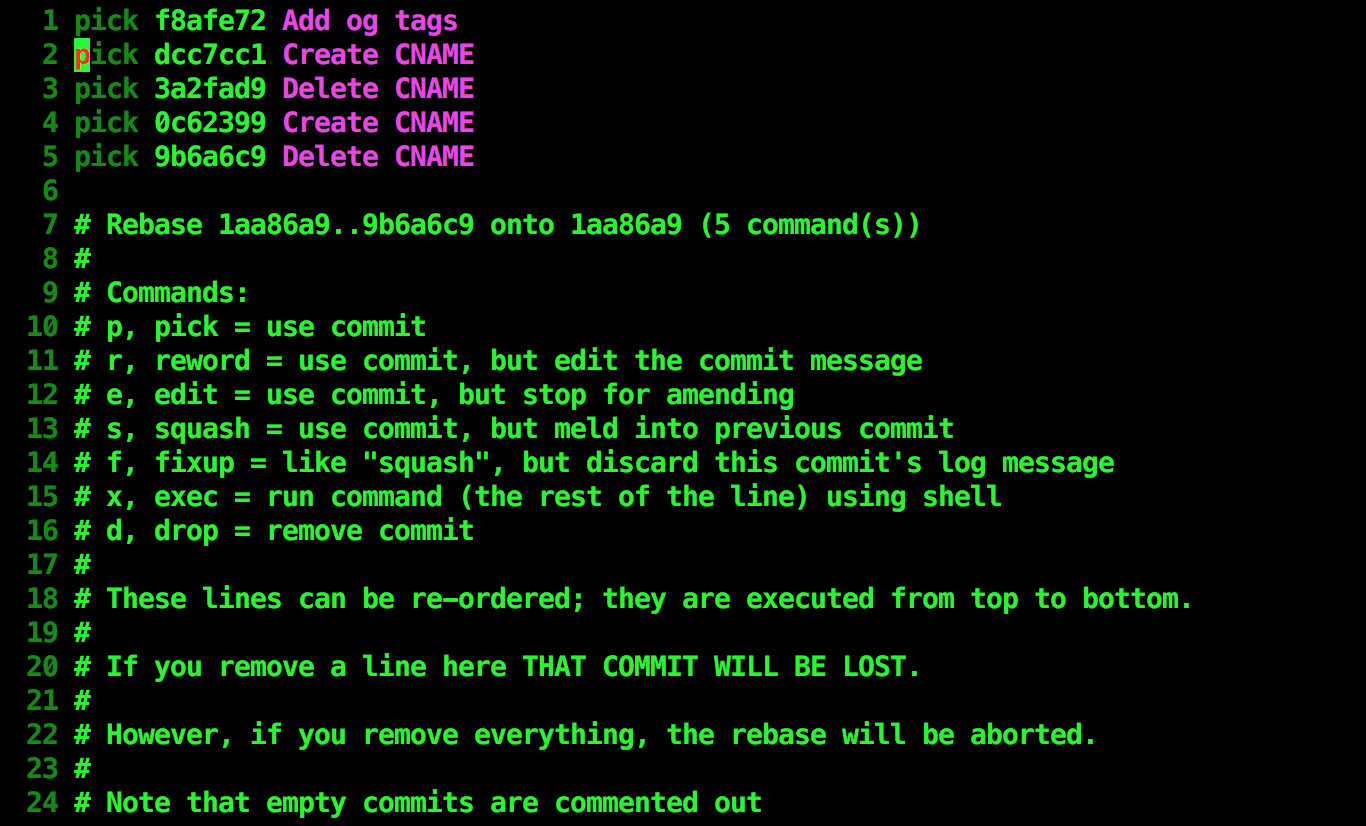 1 pick f8afe72 Add og tags
2 pick dcc7cc1 Create CNAME
3 pick 3a2fad9 Delete CNAME
4 pick 0c62399 Create CNAME
5 pick 9b6a6c9 Delete CNAME
6
7 # Rebase 1aa86a9..9b6a6c9 onto 1aa86a9 (5 command(s))
8 #
9 # Commands:
10 # p, pick = use commit
11 # r, reword = use commit, but edit the commit message
12 # e, edit = use commit, but stop for amending
13 # s, squash = use commit, but meld into previous commit
14 # f, fixup = like "squash", but discard this commit's log message
15 # x, exec = run command (the rest of the line) using shell
16 # d, drop = remove commit
17 #
18 # These lines can be re-ordered; they are executed from top to bottom.
19 #
20 # If you remove a line here THAT COMMIT WILL BE LOST.
21 #
22 # However, if you remove everything, the rebase will be aborted.
23 #
24 # Note that empty commits are commented out